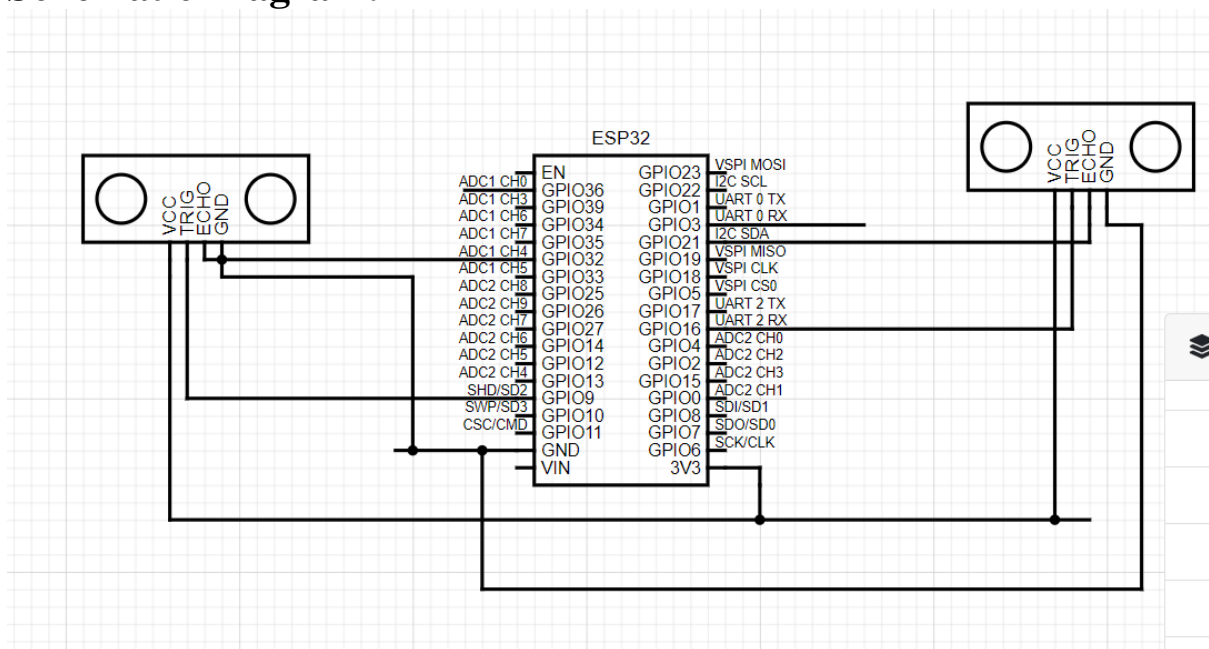 ESP32
VCC
TRIG
ECHO
GND
ADC1 CH0
ADC1 CH3
ADC1 CH6
ADC1 CH7
ADC1 CH4
ADC1 CH5
ADC2 CH8
ADC2 CH9
ADC2 CH7
ADC2 CH6
ADC2 CH5
ADC2 CH4
SHD/SD2
SWP/SD3
CSC/CMD
EN
GPIO36
GPIO39
GPIO34
GPIO35
GPIO32
GPIO33
GPIO25
GPIO26
GPIO27
GPIO14
GPIO12
GPIO13
GPIO9
GPIO10
GPIO11
GND
VIN
GPIO23
GPIO22
GPIO1
GPIO3
GPIO21
GPIO19
GPIO18
GPIO5
GPIO17
GPIO16
GPIO4
GPIO2
GPIO15
GPIO0
GPIO8
GPIO7
GPIO6
3V3
VSPI MOSI
I2C SCL
UART 0 TX
UART 0 RX
I2C SDA
VSPI MISO
VSPI CLK
VSPI CS0
UART 2 TX
UART 2 RX
ADC2 CH0
ADC2 CH2
ADC2 CH3
ADC2 CH1
SDI/SD1
SDO/SD0
SCK/CLK
VCC
TRIG
ECHO
GND